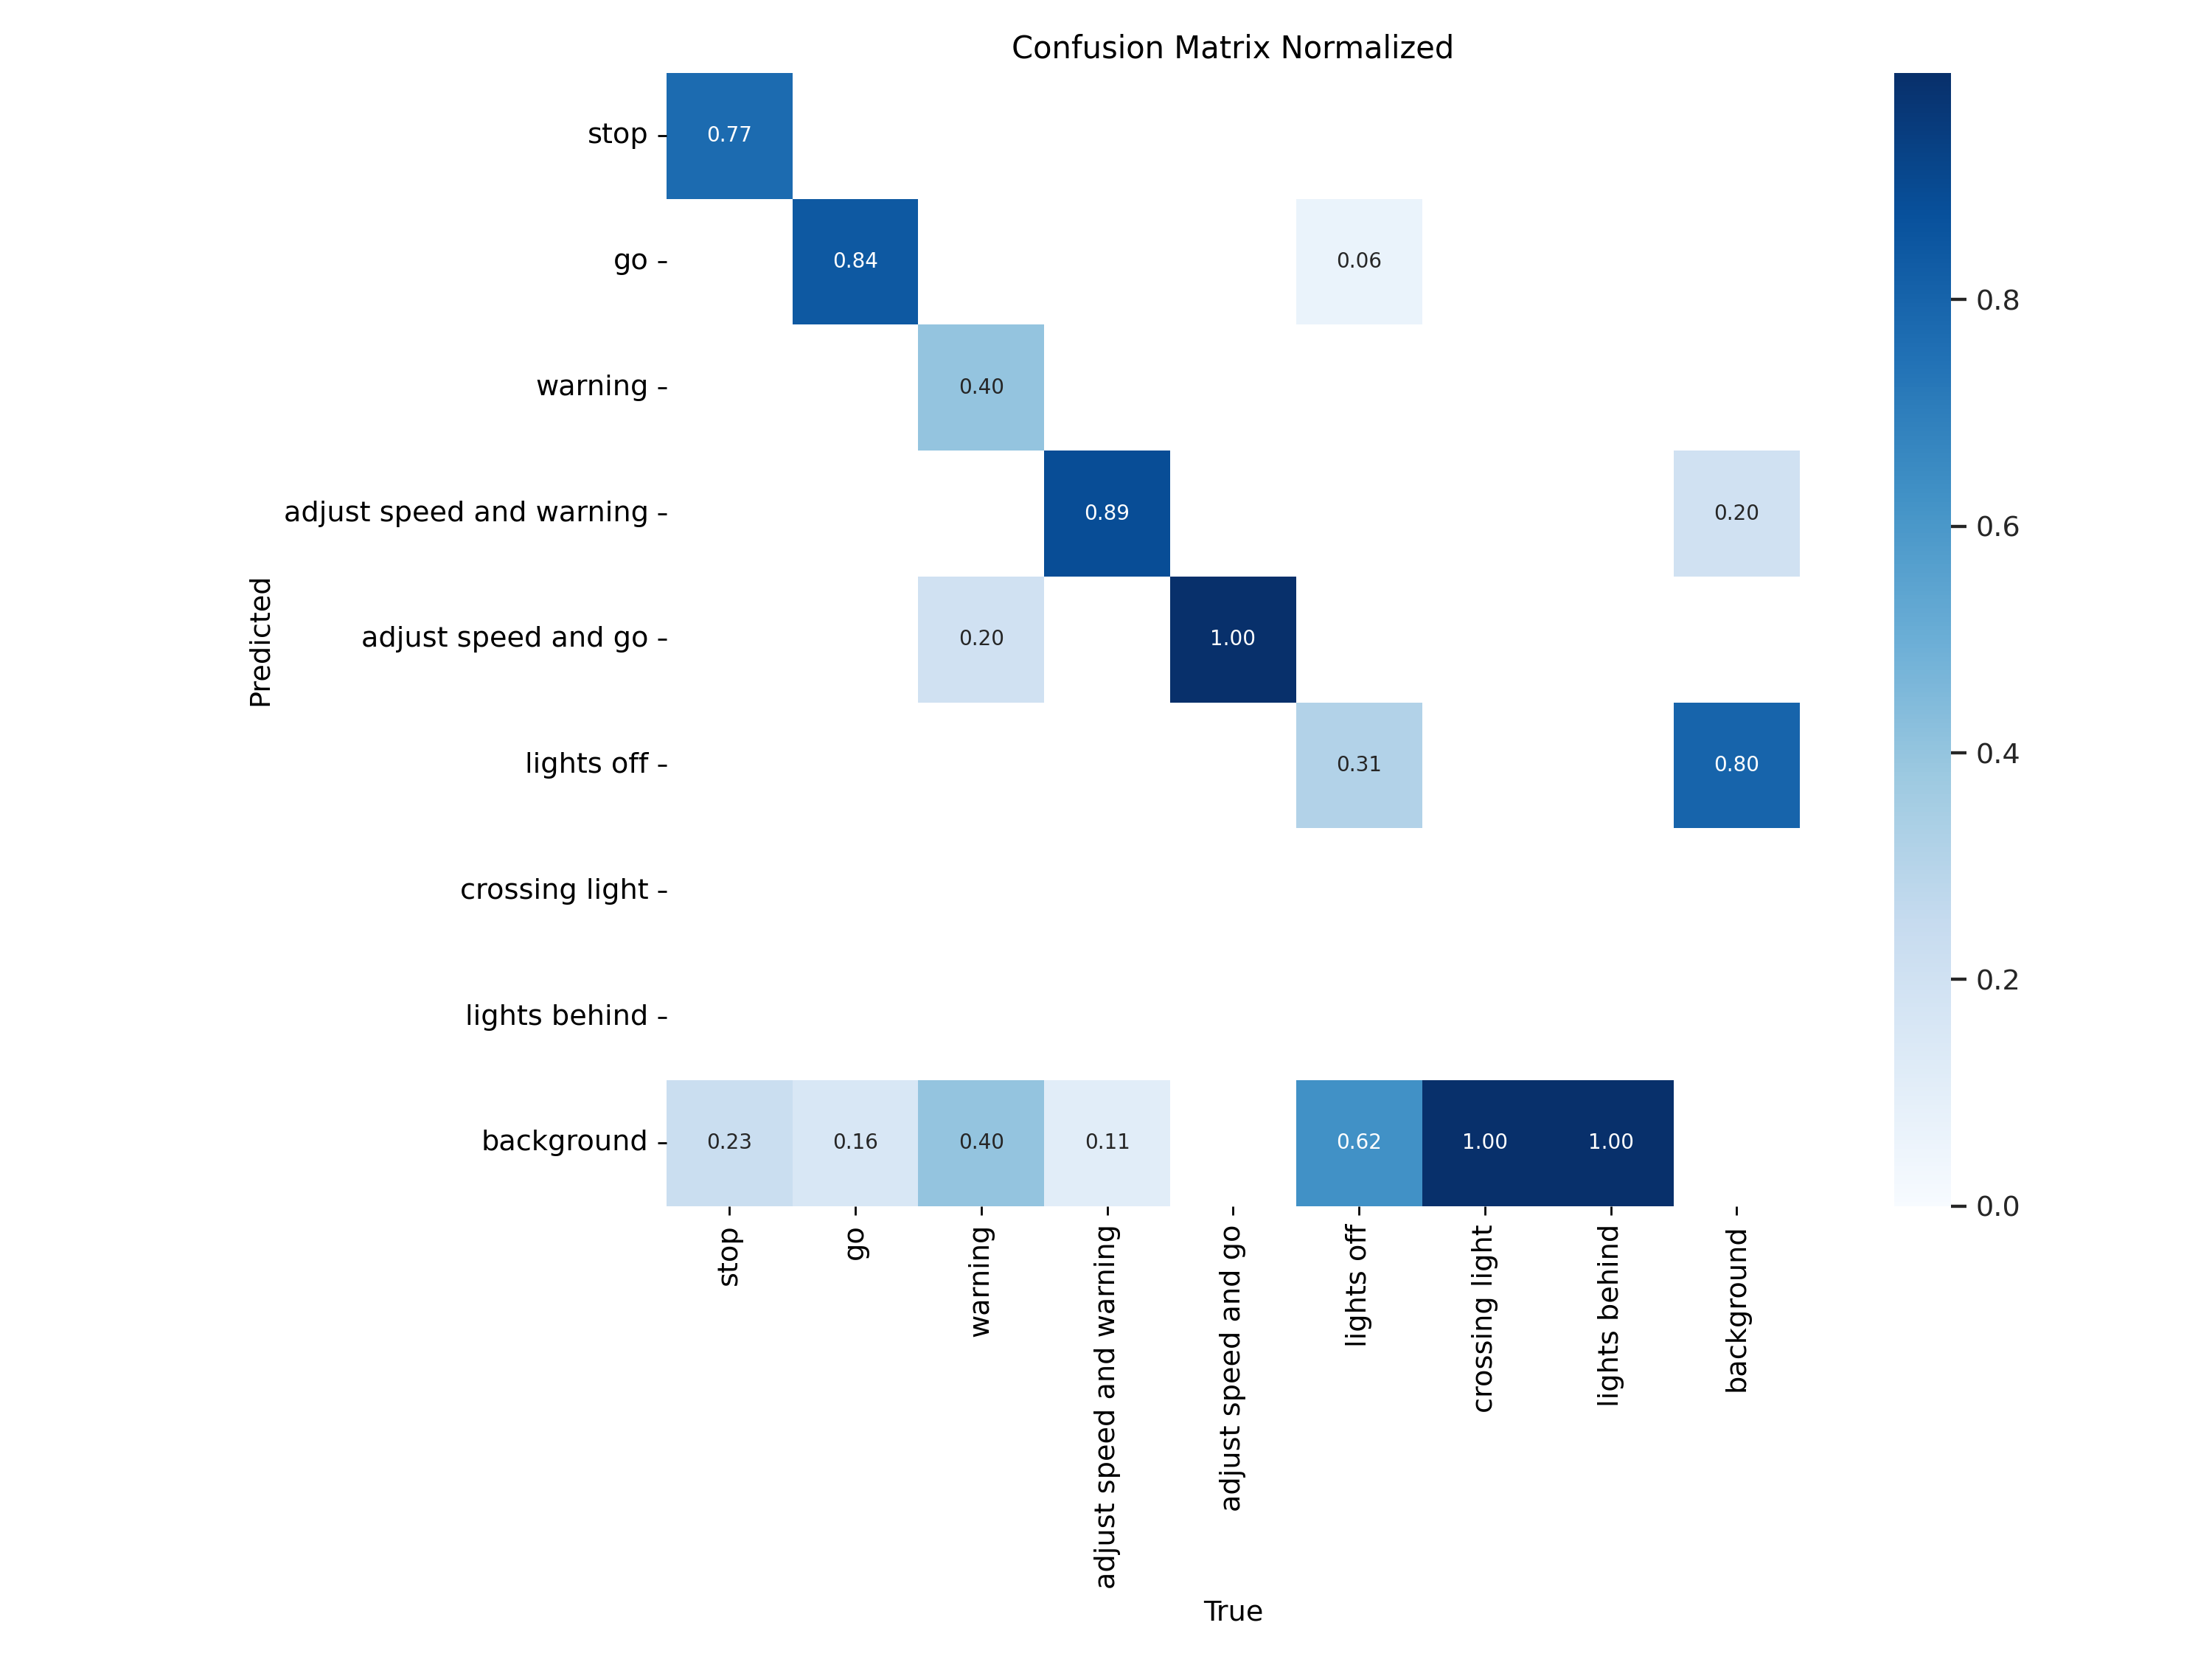 Confusion Matrix Normalized
stop
0.77
go
0.84
0.06
0.8
warning
0.40
adjust speed and warning
0.89
0.20
0.6
Predicted
adjust speed and go
0.20
1.00
lights off
0.31
0.80
0.4
crossing light
lights behind
0.2
background
0.23
0.16
0.40
0.11
0.62
1.00
1.00
0.0
stop
go
warning
adjust speed and warning
adjust speed and go
lights off
crossing light
lights behind
background
True